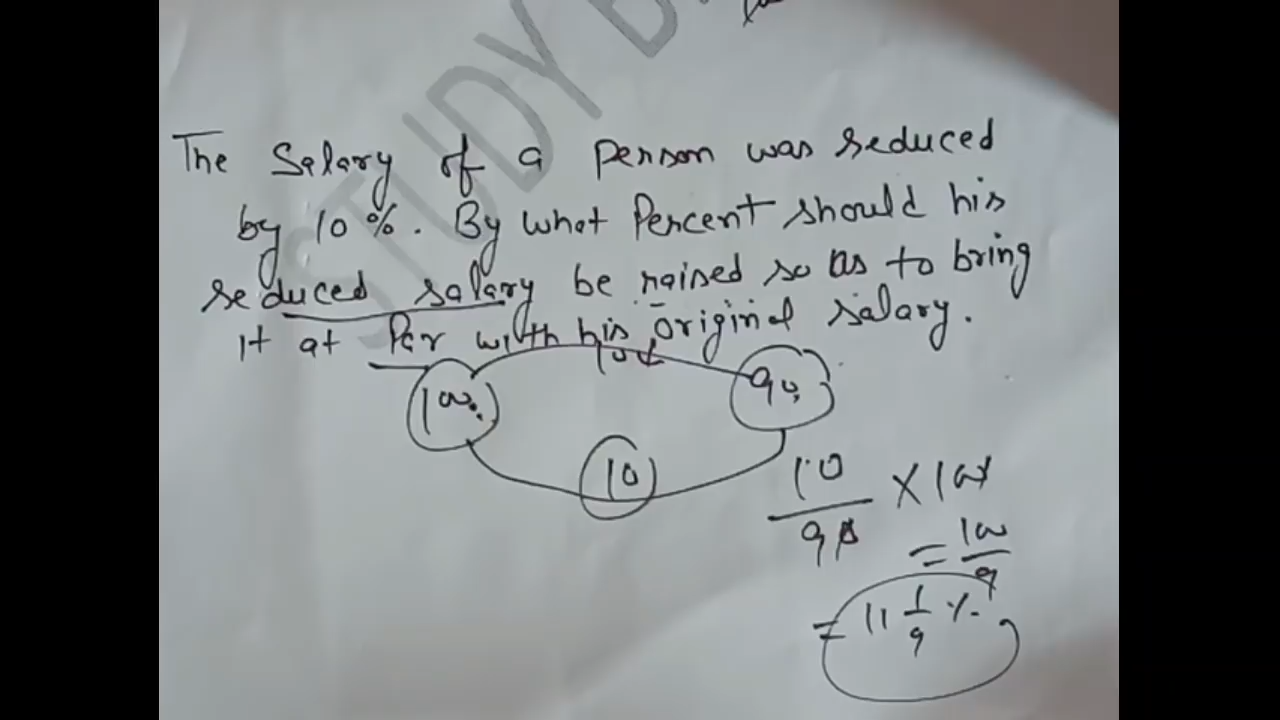 STUDY B
The Salary of a person was reduced
by 10%. By what Percent should his
reduced salary be raised so as to bring
it at Par with his original salary.
100 90
10
10/90 × 100
= 100/9
= 11 1/9 %